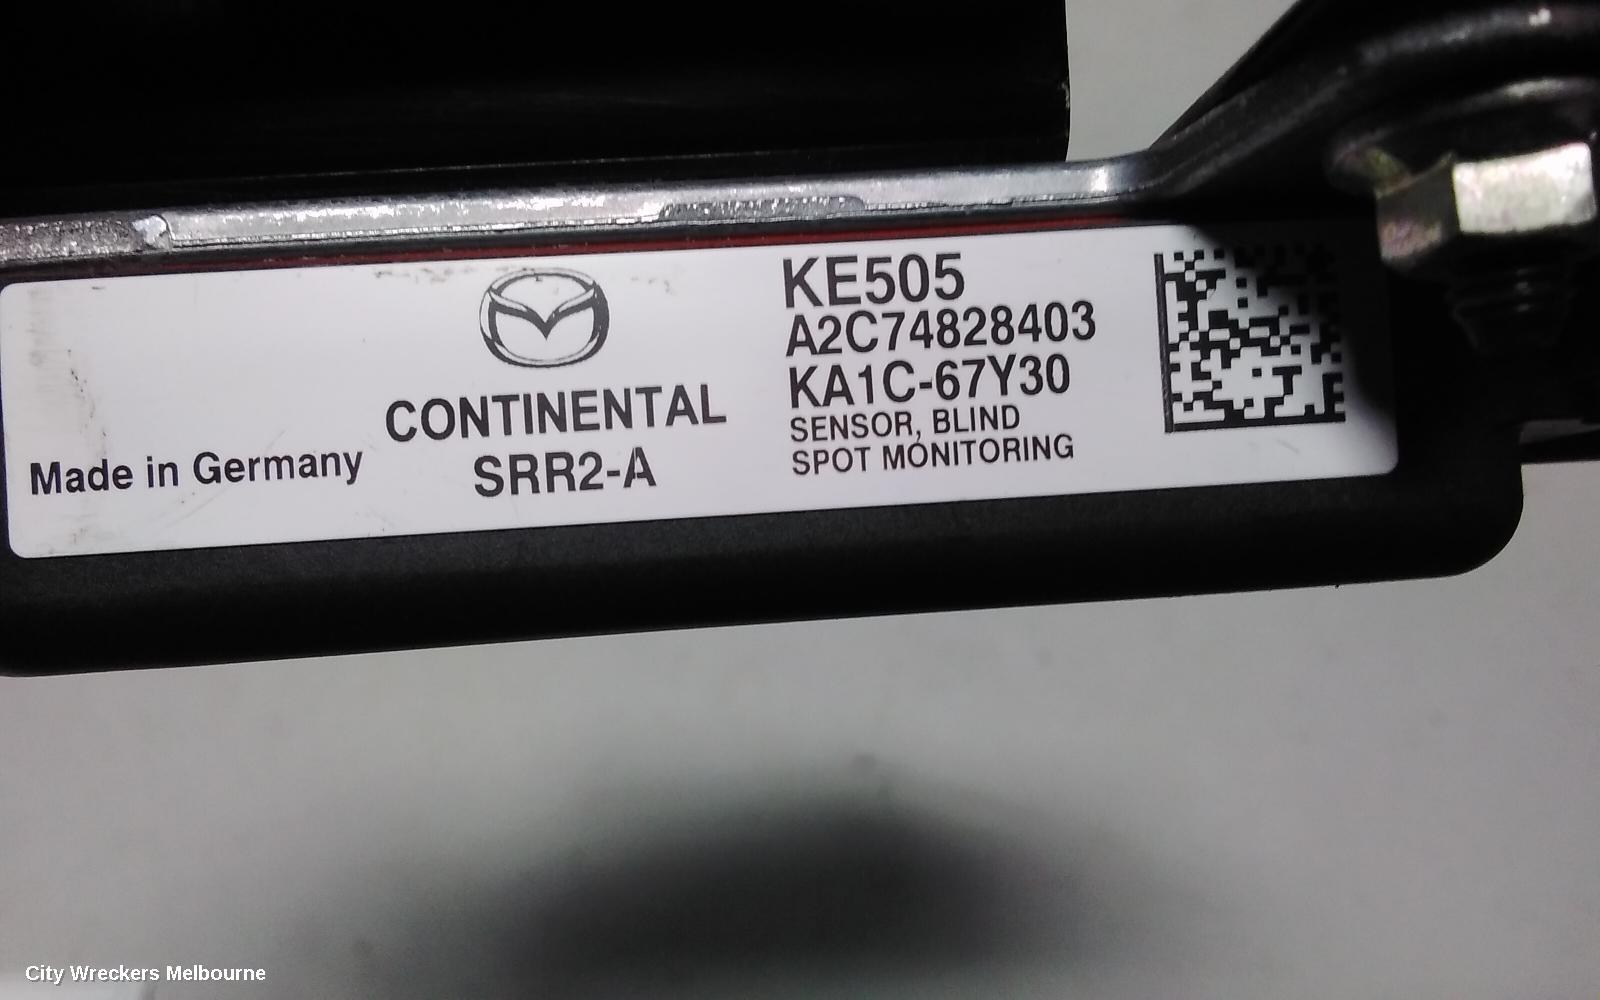 KE505
A2C74828403
KA1C-67Y30
SENSOR, BLIND
SPOT MONITORING
CONTINENTAL
SRR2-A
Made in Germany
City Wreckers Melbourne